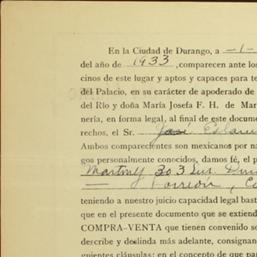 En la Ciudad de Durango, a -1-
del año de 1933, comparecen ante los
cinos de este lugar y aptos y capaces para te
del Palacio, en su carácter de apoderado de
del Río y doña María Josefa F. H. de Mar
nería, en forma legal, al final de este documen
rechos, el Sr. José
Ambos comparecientes son mexicanos por na
gos personalmente conocidos, damos fé, el p
203 Sur.
— Torreón,
teniendo a nuestro juicio capacidad legal bast
que en el presente documento que se extiend
COMPRA-VENTA que tienen convenido so
describe y deslinda más adelante, consignan
guientes cláusulas; en el concepto de que par